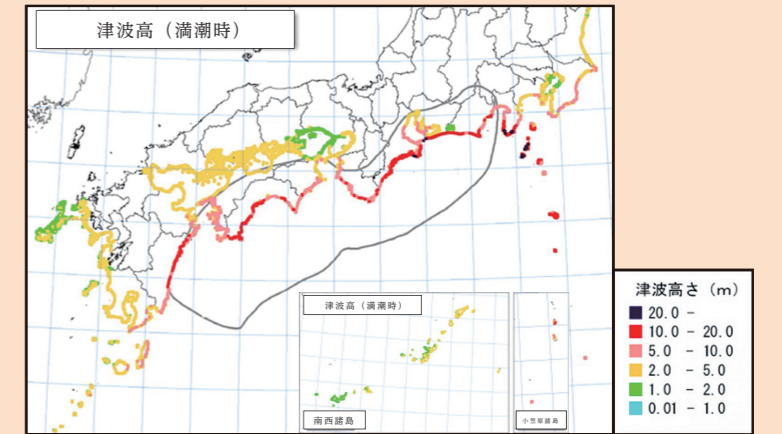 津波高（満潮時）
津波高（満潮時）
南西諸島
小笠原諸島
津波高さ（m）
20.0 -
10.0 - 20.0
5.0 - 10.0
2.0 - 5.0
1.0 - 2.0
0.01 - 1.0